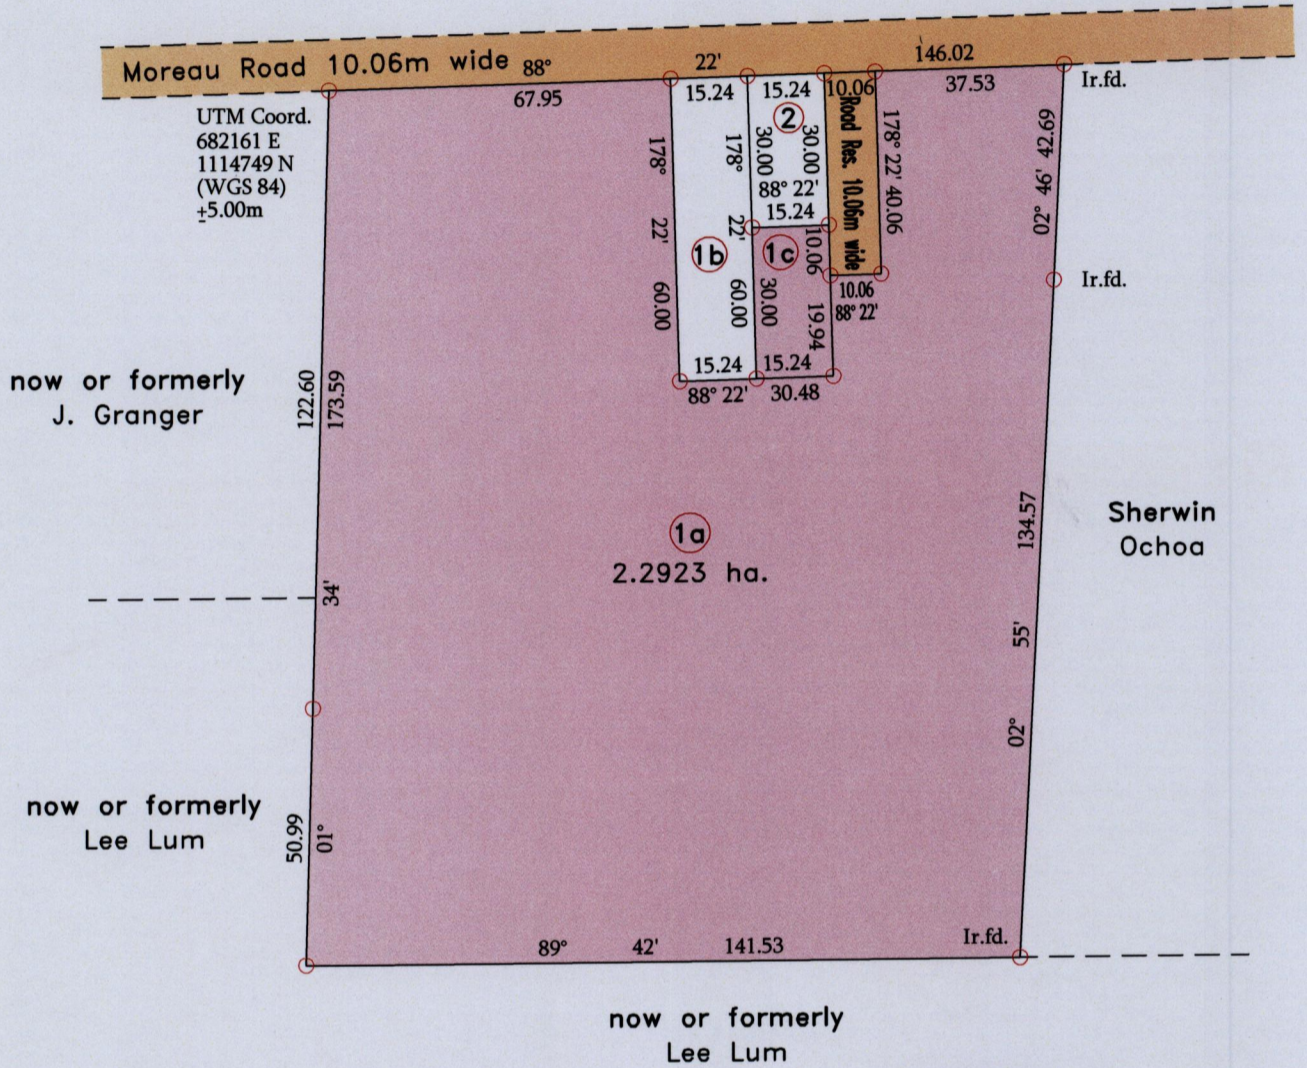 Moreau Road 10.06m wide
88°
22'
146.02
67.95
15.24
15.24
10.06
37.53
Ir.fd.
UTM Coord.
682161 E
1114749 N
(WGS 84)
±5.00m
2
178°
22'
60.00
178°
22'
60.00
30.00
30.00
88° 22'
15.24
Road Res. 10.06m wide
178° 22' 40.06
02° 46' 42.69
1b
1c
10.06
30.00
19.94
10.06
88° 22'
Ir.fd.
15.24
15.24
88° 22'
30.48
now or formerly
J. Granger
122.60
173.59
34'
01°
1a
2.2923 ha.
134.57
55'
02°
Sherwin
Ochoa
now or formerly
Lee Lum
50.99
89°
42'
141.53
Ir.fd.
now or formerly
Lee Lum